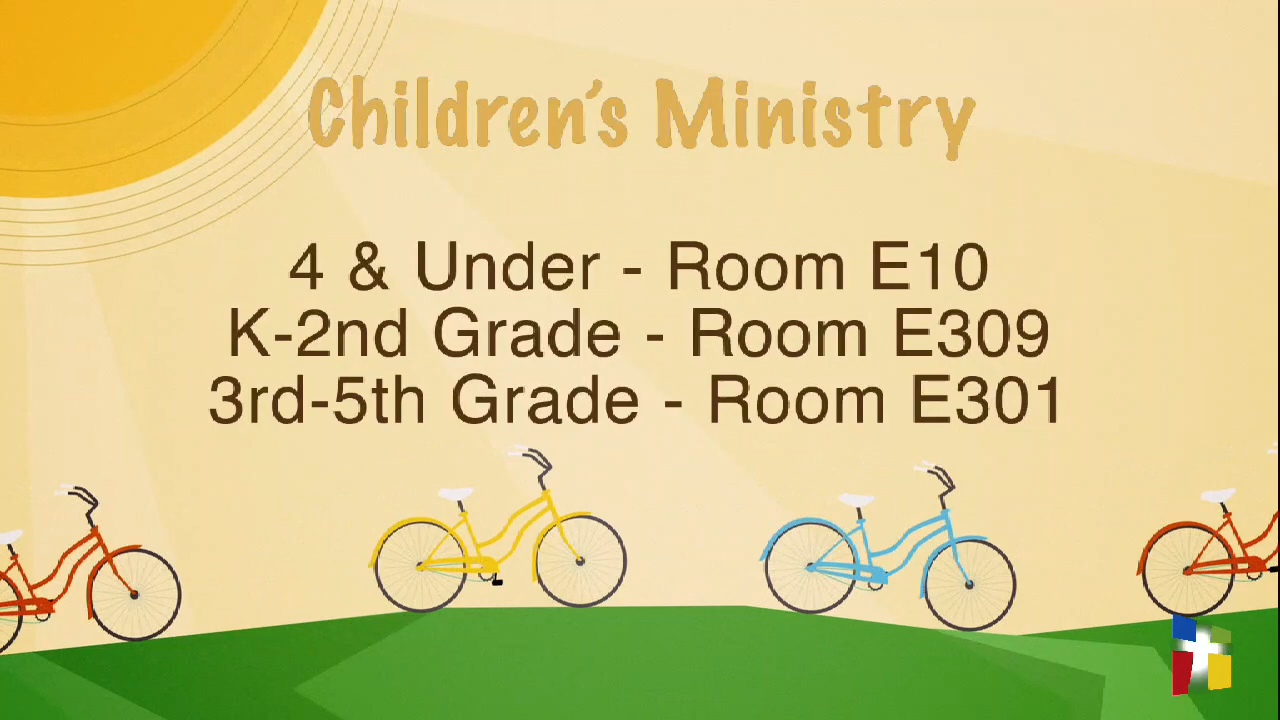 Children's Ministry
4 & Under - Room E10
K-2nd Grade - Room E309
3rd-5th Grade - Room E301